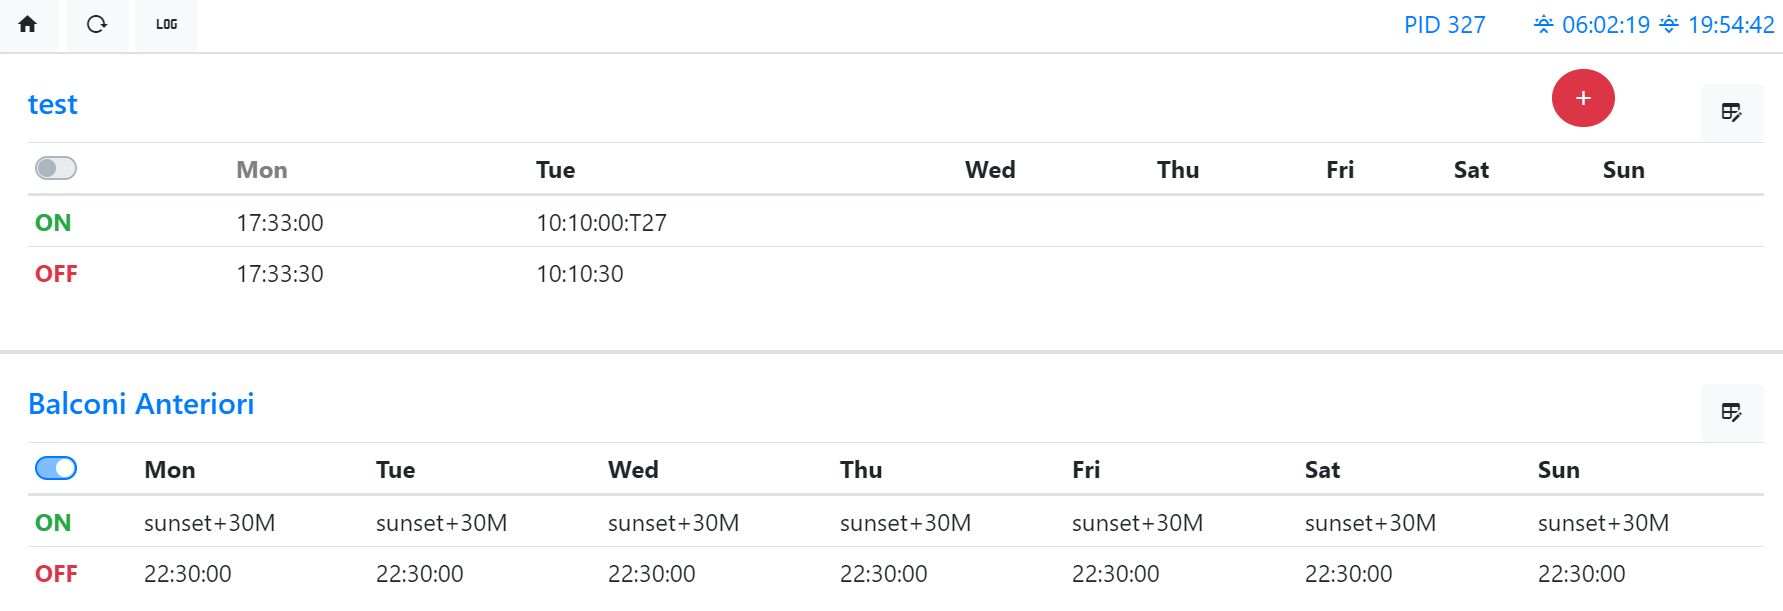 LOG PID 327 06:02:19 19:54:42
test
Mon Tue Wed Thu Fri Sat Sun
ON 17:33:00 10:10:00:T27
OFF 17:33:30 10:10:30
Balconi Anteriori
Mon Tue Wed Thu Fri Sat Sun
ON sunset+30M sunset+30M sunset+30M sunset+30M sunset+30M sunset+30M sunset+30M
OFF 22:30:00 22:30:00 22:30:00 22:30:00 22:30:00 22:30:00 22:30:00